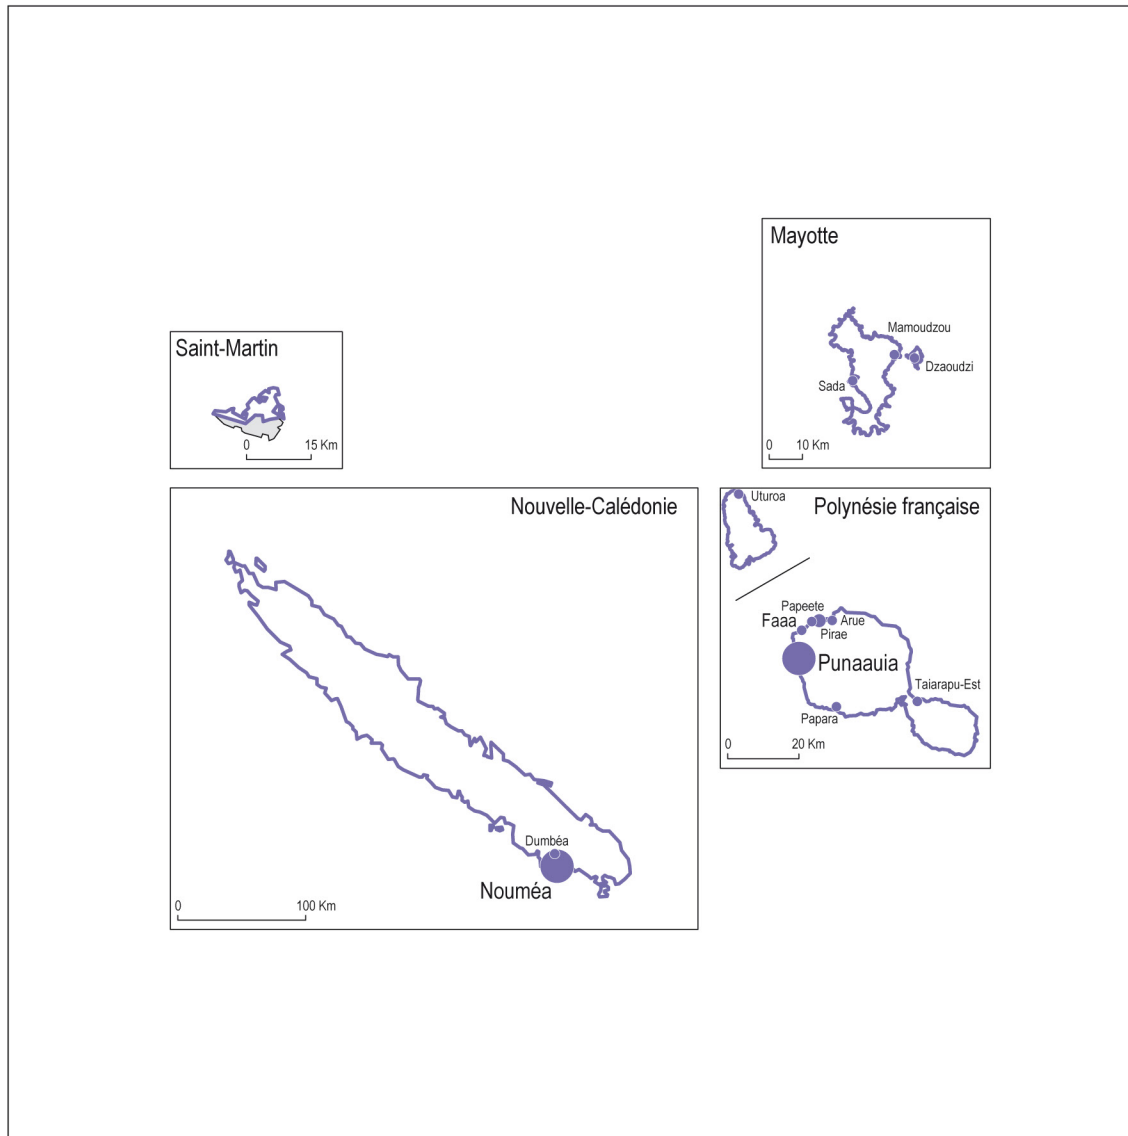 Mayotte
Mamoudzou
Dzaoudzi
Sada
0 10 Km
Saint-Martin
0 15 Km
Nouvelle-Calédonie
Dumbéa
Nouméa
0 100 Km
Uturoa
Polynésie française
Papeete
Faaa
Arue
Pirae
Punaauia
Taiarapu-Est
Papara
0 20 Km